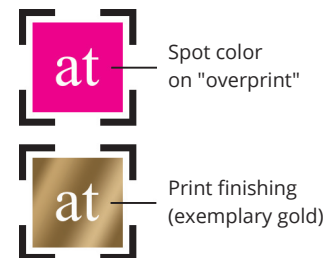 at
Spot color
on "overprint"
at
Print finishing
(exemplary gold)